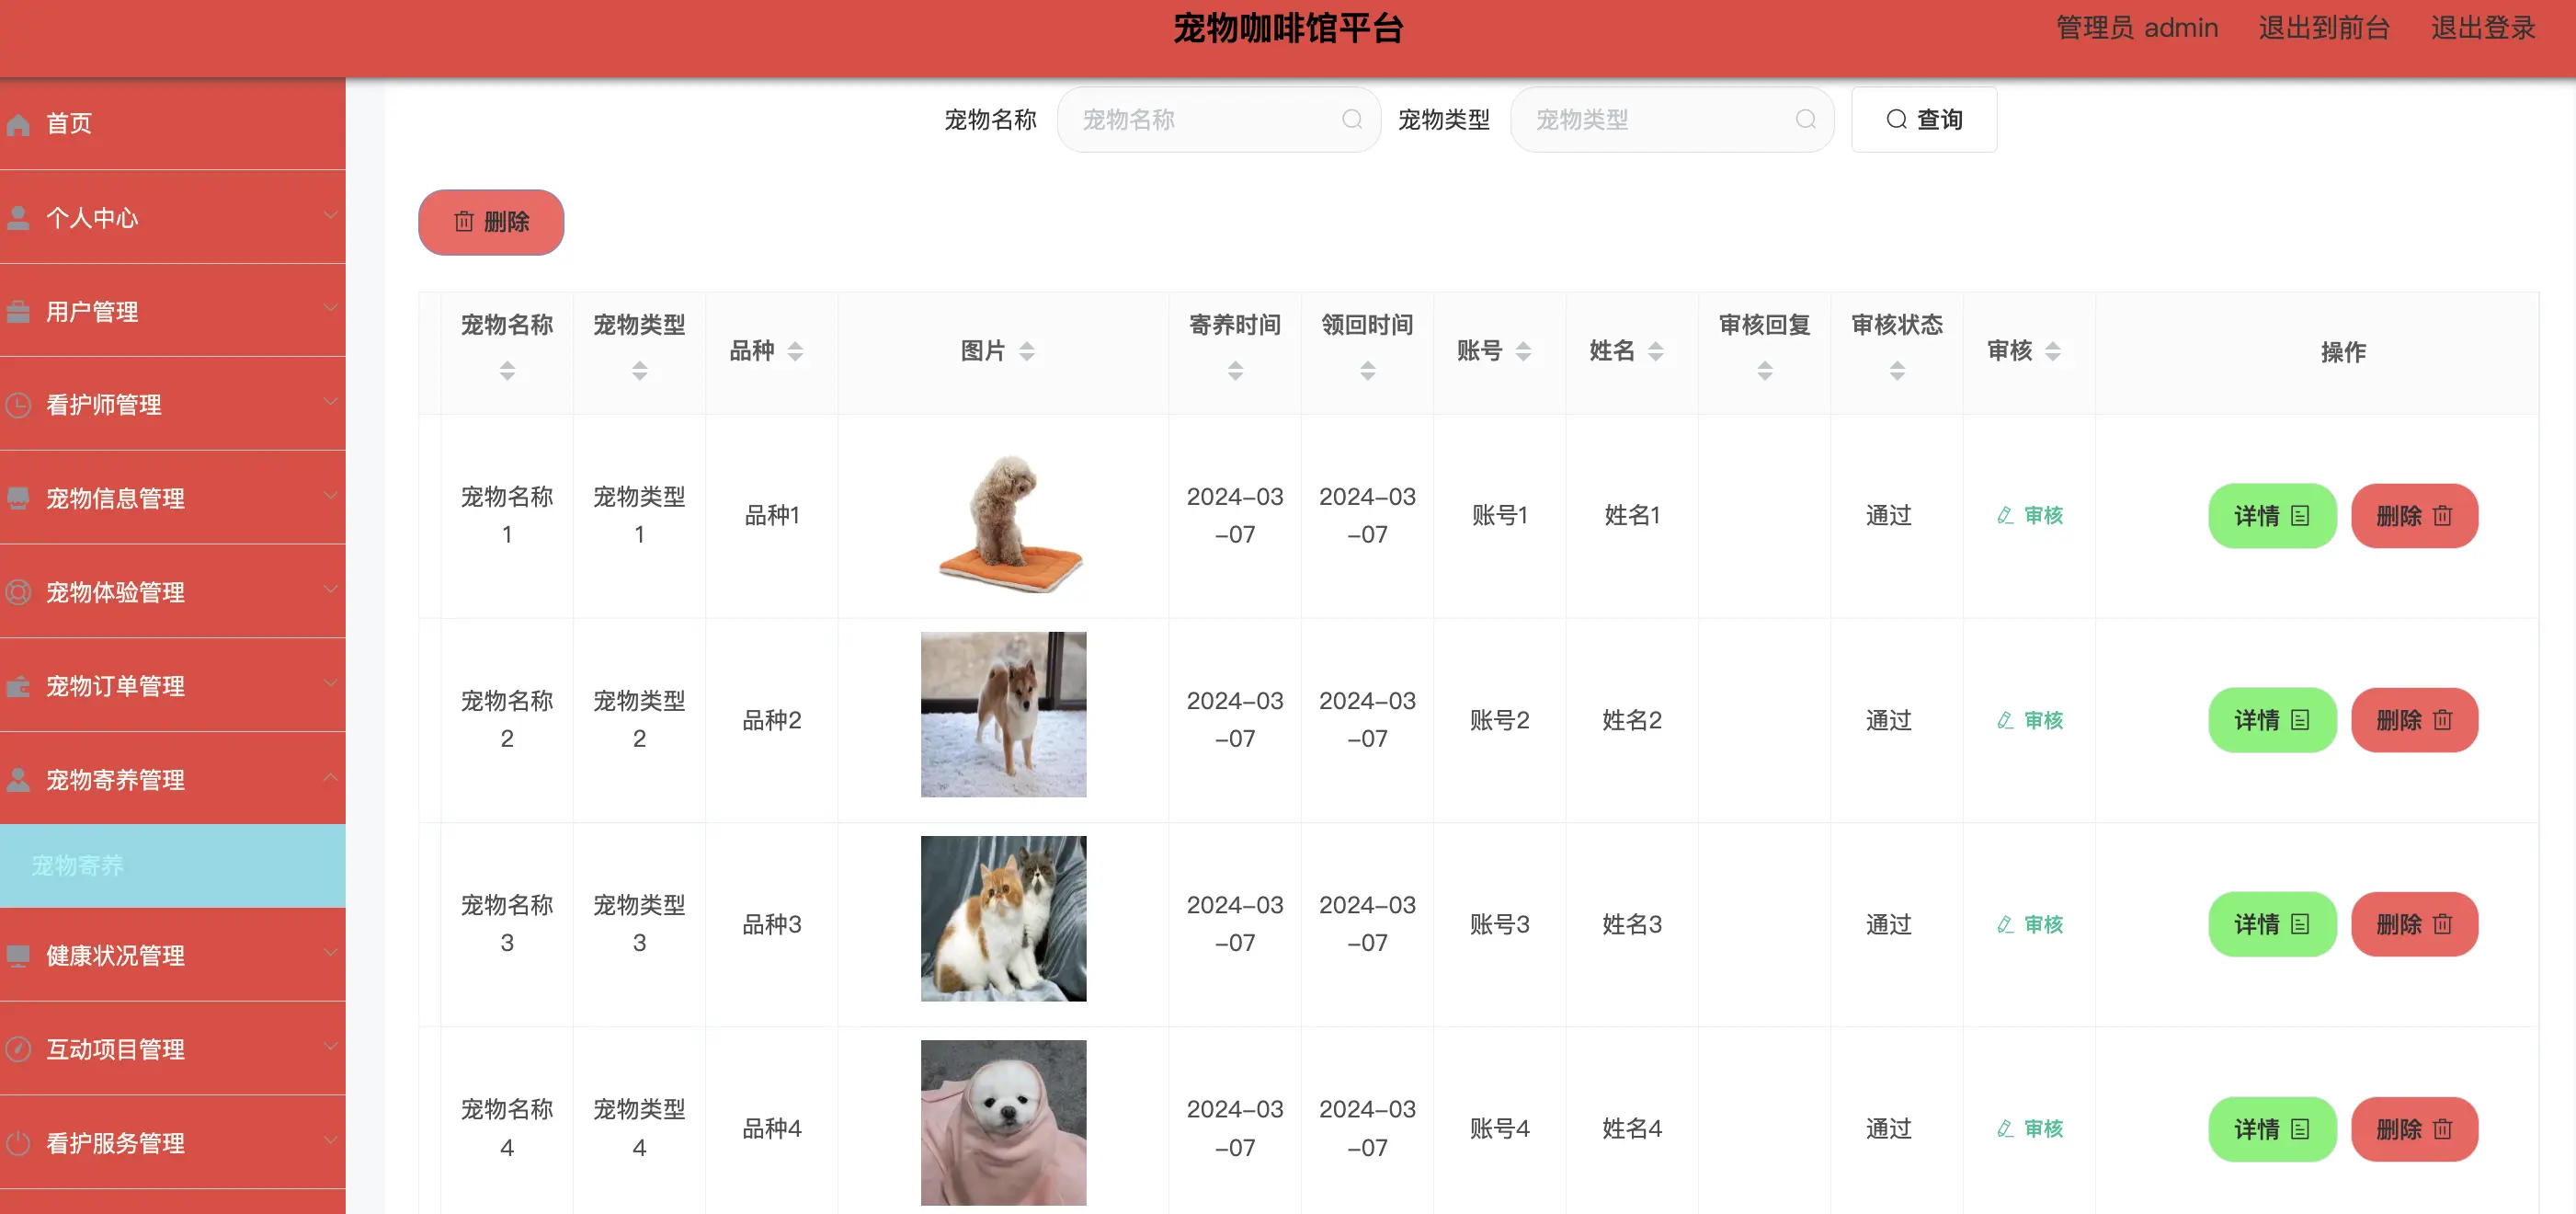 宠物咖啡馆平台
管理员 admin 退出到前台 退出登录
首页
个人中心
用户管理
看护师管理
宠物信息管理
宠物体验管理
宠物订单管理
宠物寄养管理
宠物寄养
健康状况管理
互动项目管理
看护服务管理
宠物名称 宠物名称 宠物类型 宠物类型 查询
删除
宠物名称 宠物类型 品种 图片 寄养时间 领回时间 账号 姓名 审核回复 审核状态 审核 操作
宠物名称 宠物类型 品种1 2024-03 2024-03 账号1 姓名1 通过 审核 详情 删除
1 1 -07 -07
宠物名称 宠物类型 品种2 2024-03 2024-03 账号2 姓名2 通过 审核 详情 删除
2 2 -07 -07
宠物名称 宠物类型 品种3 2024-03 2024-03 账号3 姓名3 通过 审核 详情 删除
3 3 -07 -07
宠物名称 宠物类型 品种4 2024-03 2024-03 账号4 姓名4 通过 审核 详情 删除
4 4 -07 -07